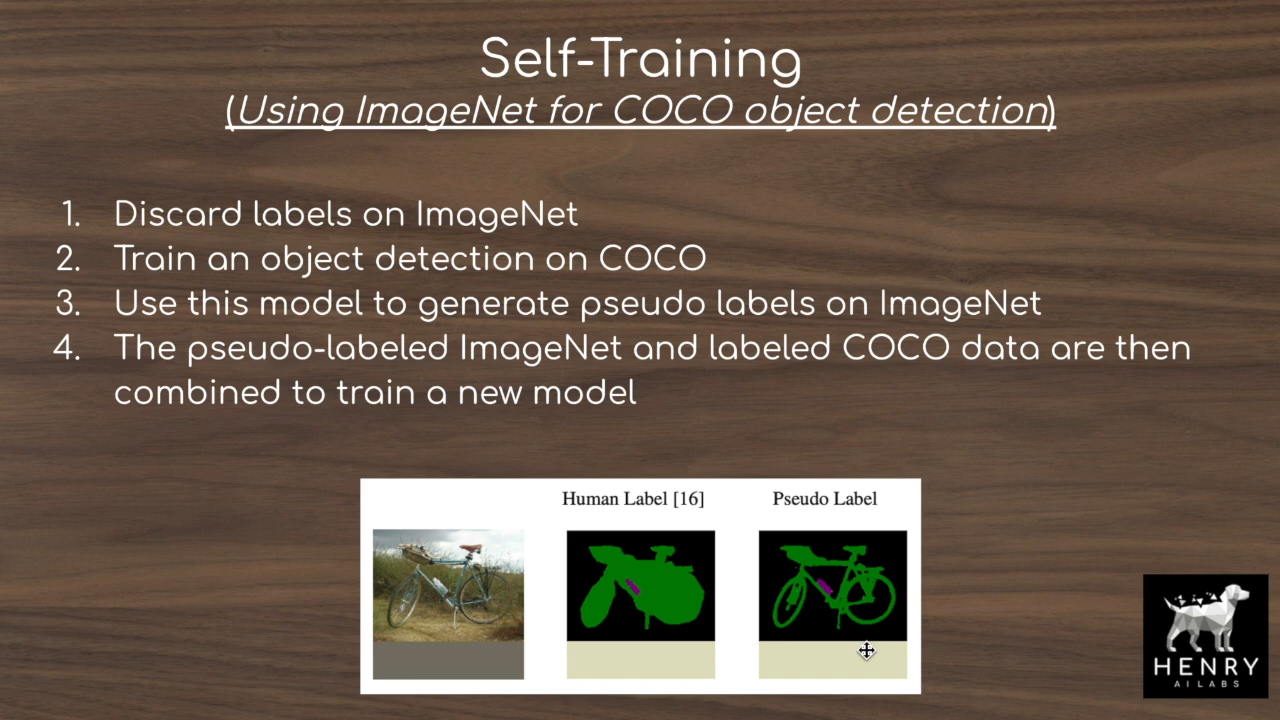 Self-Training
(Using ImageNet for COCO object detection)
1. Discard labels on ImageNet
2. Train an object detection on COCO
3. Use this model to generate pseudo labels on ImageNet
4. The pseudo-labeled ImageNet and labeled COCO data are then
combined to train a new model
Human Label [16] Pseudo Label
HENRY
AI LABS